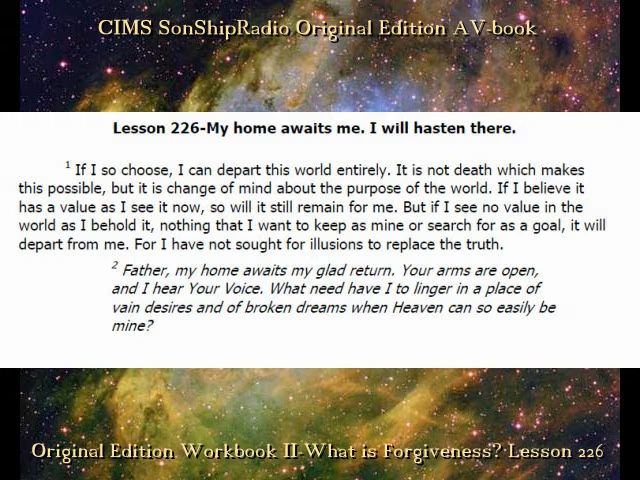 CIMS SonShipRadio Original Edition AV-book
Lesson 226-My home awaits me. I will hasten there.
1 If I so choose, I can depart this world entirely. It is not death which makes
this possible, but it is change of mind about the purpose of the world. If I believe it
has a value as I see it now, so will it still remain for me. But if I see no value in the
world as I behold it, nothing that I want to keep as mine or search for as a goal, it will
depart from me. For I have not sought for illusions to replace the truth.
2 Father, my home awaits my glad return. Your arms are open,
and I hear Your Voice. What need have I to linger in a place of
vain desires and of broken dreams when Heaven can so easily be
mine?
Original Edition Workbook II-What is Forgiveness? Lesson 226